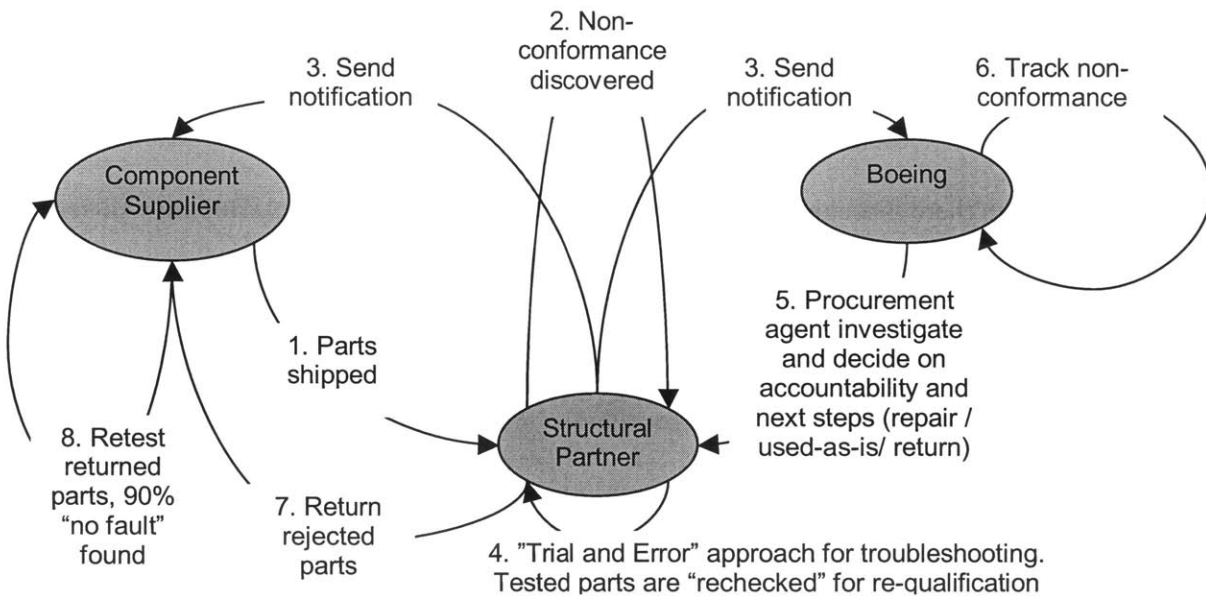 2. Non-
conformance
discovered
3. Send
notification
3. Send
notification
6. Track non-
conformance
Component
Supplier
Boeing
1. Parts
shipped
5. Procurement
agent investigate
and decide on
accountability and
next steps (repair /
used-as-is/ return)
Structural
Partner
8. Retest
returned
parts, 90%
“no fault”
found
7. Return
rejected
parts
4. ”Trial and Error” approach for troubleshooting.
Tested parts are “rechecked” for re-qualification